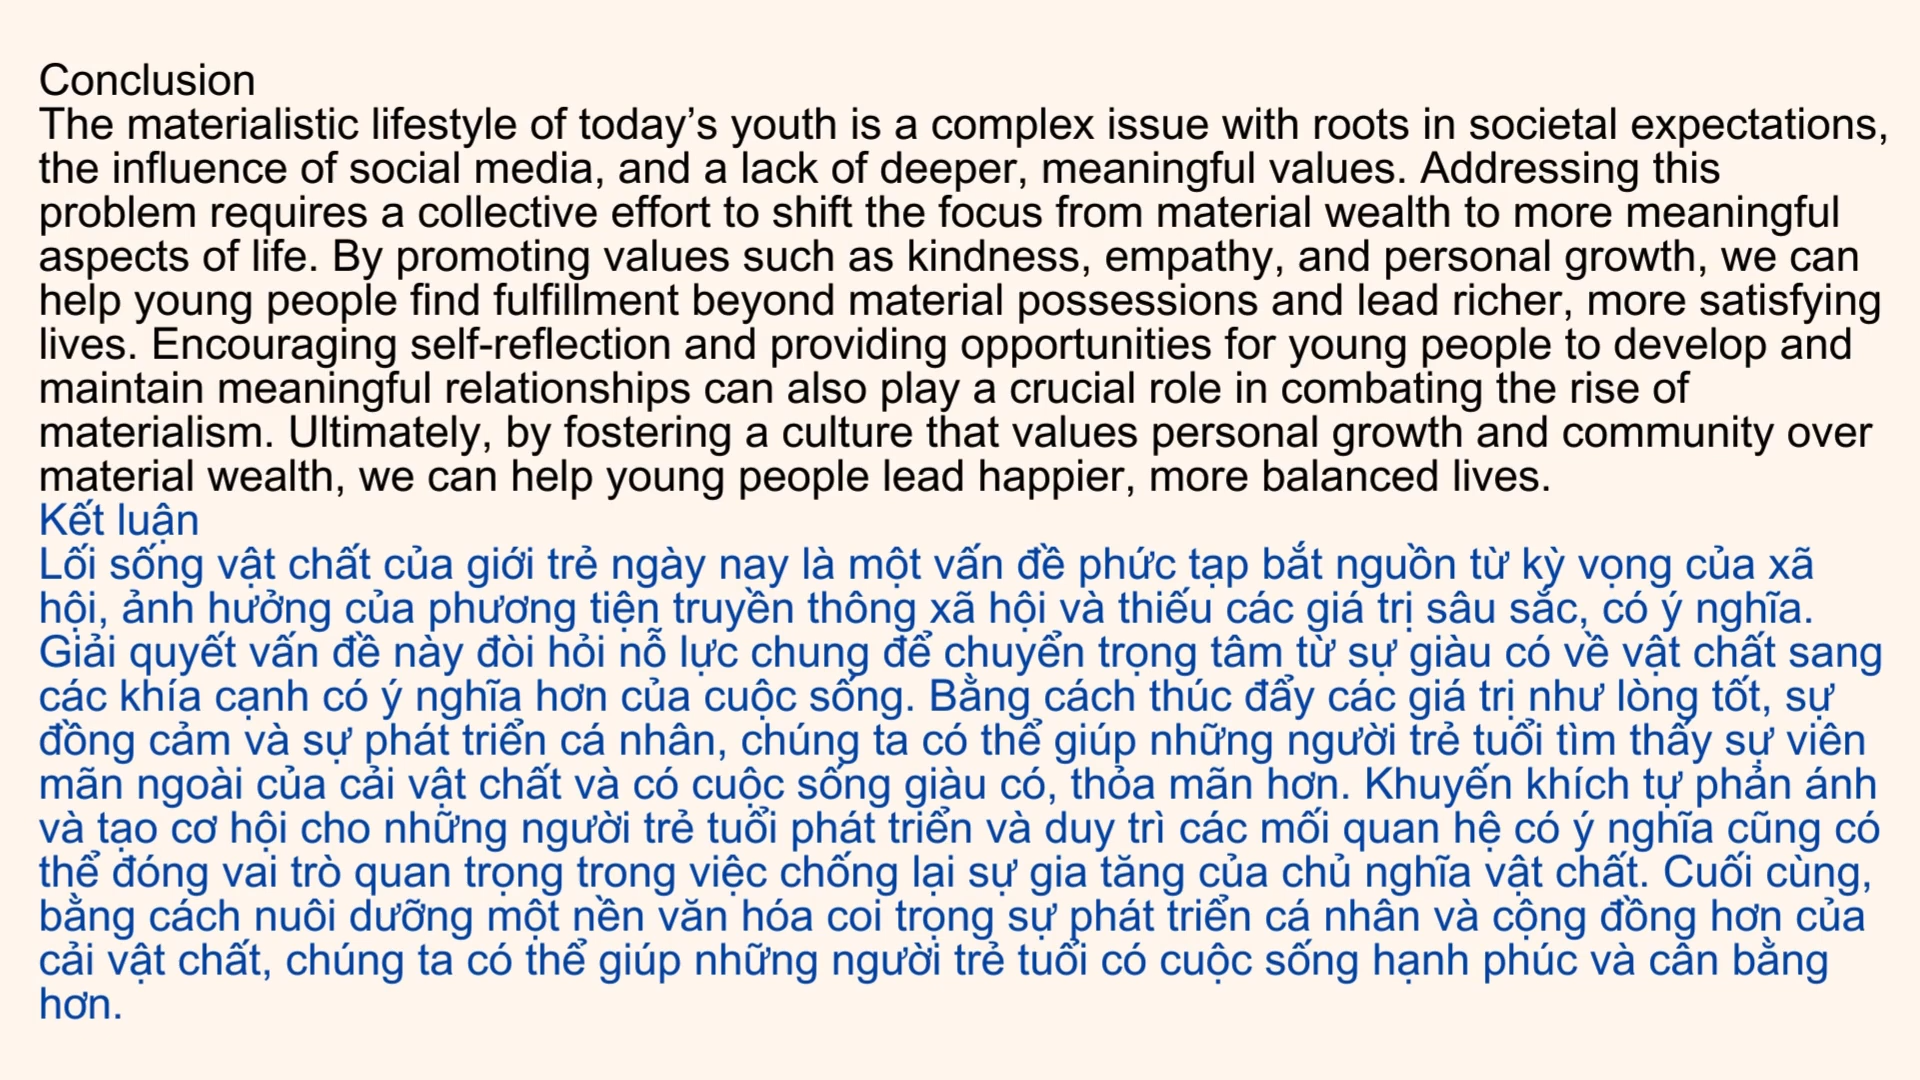 Conclusion
The materialistic lifestyle of today’s youth is a complex issue with roots in societal expectations,
the influence of social media, and a lack of deeper, meaningful values. Addressing this
problem requires a collective effort to shift the focus from material wealth to more meaningful
aspects of life. By promoting values such as kindness, empathy, and personal growth, we can
help young people find fulfillment beyond material possessions and lead richer, more satisfying
lives. Encouraging self-reflection and providing opportunities for young people to develop and
maintain meaningful relationships can also play a crucial role in combating the rise of
materialism. Ultimately, by fostering a culture that values personal growth and community over
material wealth, we can help young people lead happier, more balanced lives.
Kết luận
Lối sống vật chất của giới trẻ ngày nay là một vấn đề phức tạp bắt nguồn từ kỳ vọng của xã
hội, ảnh hưởng của phương tiện truyền thông xã hội và thiếu các giá trị sâu sắc, có ý nghĩa.
Giải quyết vấn đề này đòi hỏi nỗ lực chung để chuyển trọng tâm từ sự giàu có về vật chất sang
các khía cạnh có ý nghĩa hơn của cuộc sống. Bằng cách thúc đẩy các giá trị như lòng tốt, sự
đồng cảm và sự phát triển cá nhân, chúng ta có thể giúp những người trẻ tuổi tìm thấy sự viên
mãn ngoài của cải vật chất và có cuộc sống giàu có, thỏa mãn hơn. Khuyến khích tự phản ánh
và tạo cơ hội cho những người trẻ tuổi phát triển và duy trì các mối quan hệ có ý nghĩa cũng có
thể đóng vai trò quan trọng trong việc chống lại sự gia tăng của chủ nghĩa vật chất. Cuối cùng,
bằng cách nuôi dưỡng một nền văn hóa coi trọng sự phát triển cá nhân và cộng đồng hơn của
cải vật chất, chúng ta có thể giúp những người trẻ tuổi có cuộc sống hạnh phúc và cân bằng
hơn.